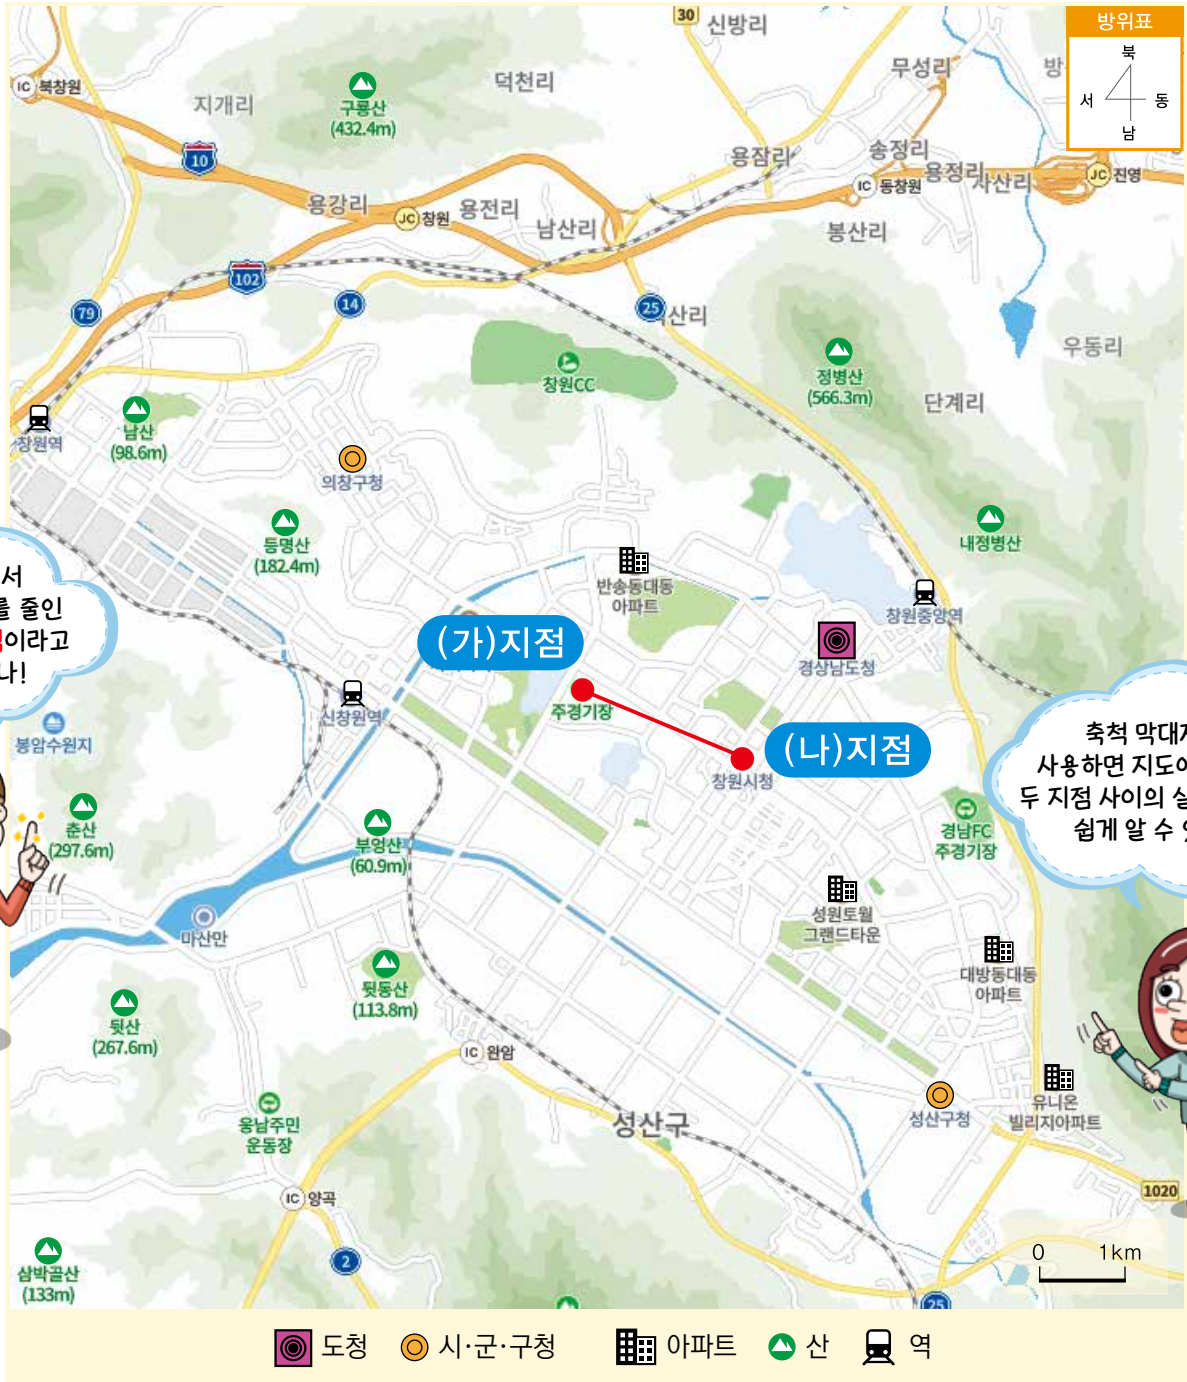 방위표
북
서
동
남
30
신방리
IC 북창원
지개리
구룡산
(432.4m)
덕천리
무성리
방
10
용강리
JC 창원
용전리
남산리
용잠리
송정리
IC 동창원
용정리
사산리
JC 진영
봉산리
102
79
14
25
산리
우동리
창원CC
정병산
(566.3m)
단계리
창원역
남산
(98.6m)
의창구청
등명산
(182.4m)
내정병산
반송동대동
아파트
창원중앙역
서
를 줄인
이라고
나!
(가)지점
경상남도청
신창원역
주경기장
(나)지점
창원시청
봉암수원지
축척 막대자
사용하면 지도에
두 지점 사이의 실
쉽게 알 수 있
춘산
(297.6m)
부엉산
(60.9m)
경남FC
주경기장
마산만
성원토월
그랜드타운
뒷동산
(113.8m)
대방동대동
아파트
뒷산
(267.6m)
IC 완암
웅남주민
운동장
성산구
성산구청
유니온
빌리지아파트
IC 양곡
1020
2
삼박골산
(133m)
0 1km
25
도청 시·군·구청 아파트 산 역